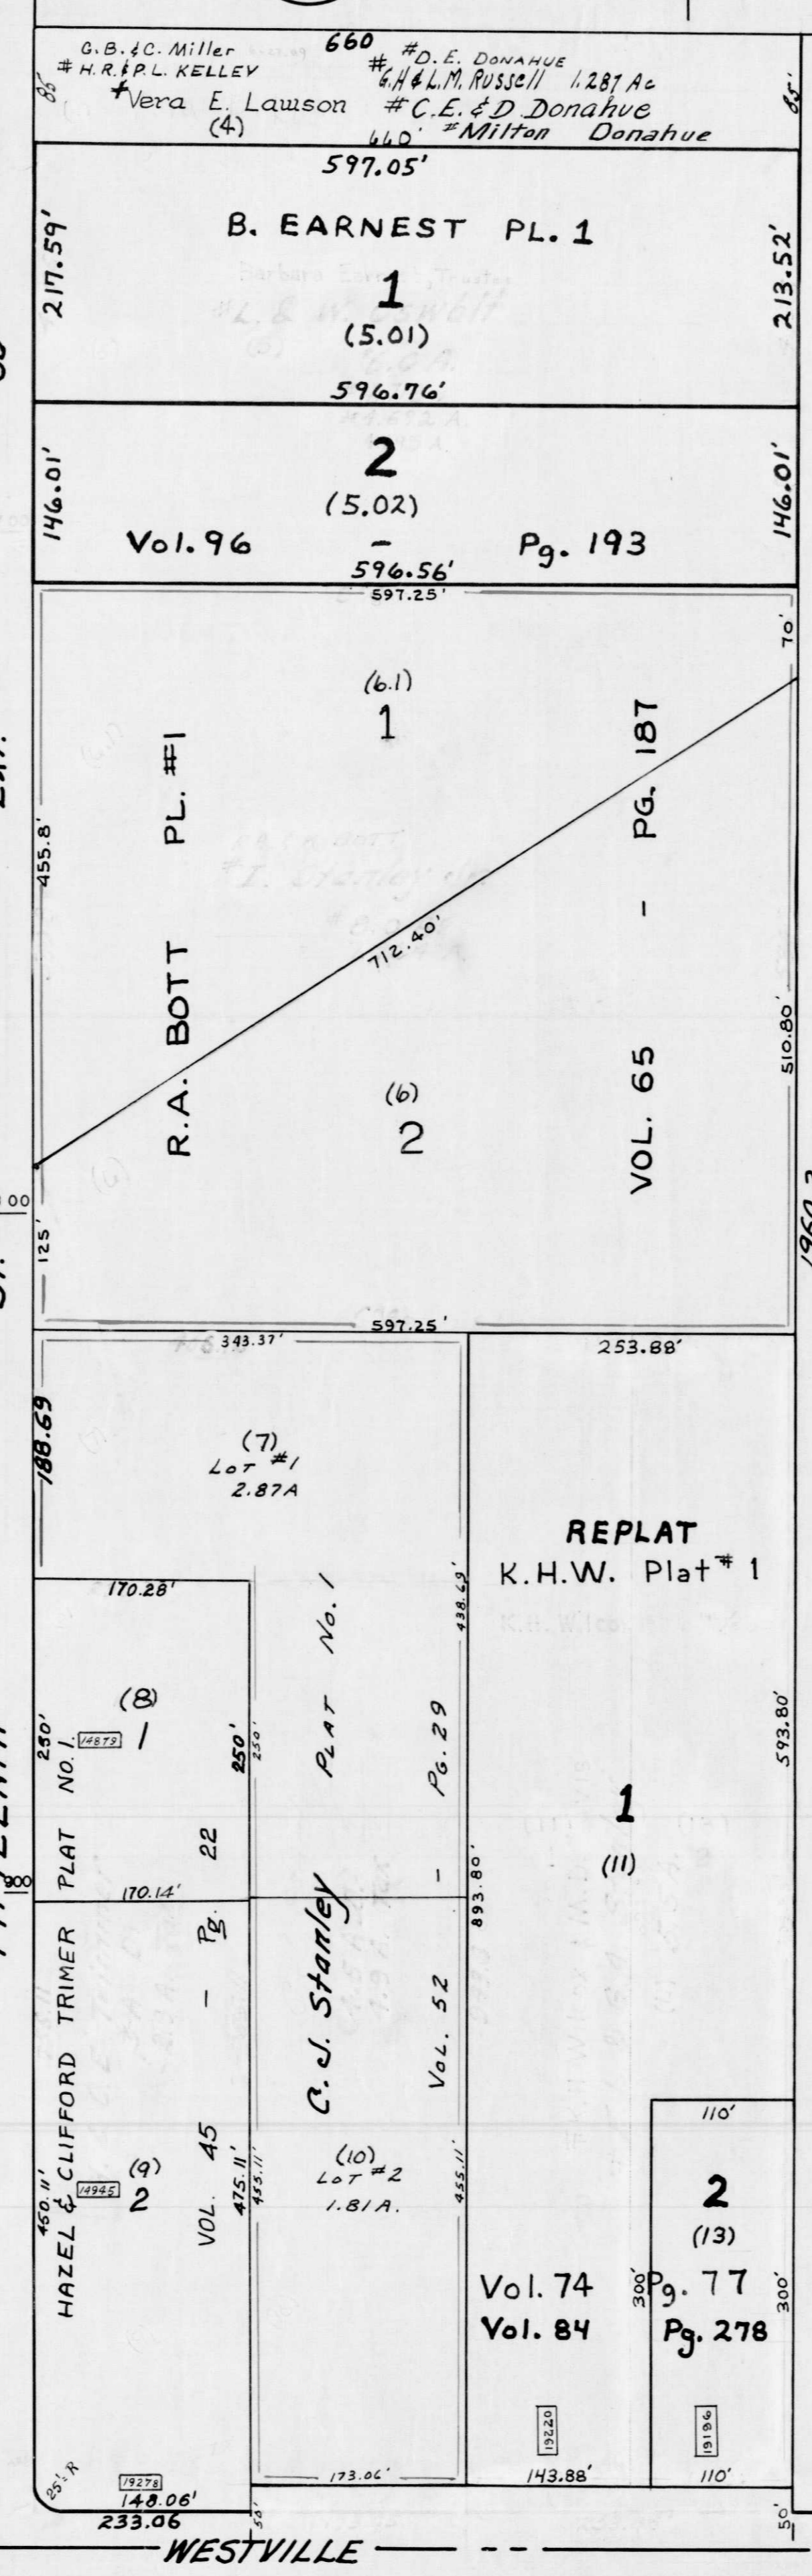 G.B. & C. Miller
# H.R. & P.L. KELLEY
Vera E. Lawson
(4)
85'
660
# D. E. DONAHUE
# G.H & L.M. Russell 1.287 Ac
# C.E. & D. Donahue
660' # Milton Donahue
85'
597.05'
217.59'
B. EARNEST PL. 1
213.52'
1
(5.01)
596.76'
146.01'
2
(5.02)
146.01'
Vol. 96 - Pg. 193
596.56'
597.25'
70'
(6.1)
1
R.A. BOTT PL. #1
VOL. 65 - PG. 187
455.8'
712.40'
510.80'
(6)
2
00
125'
597.25'
343.37'
253.88'
188.69
(7)
LOT #1
2.87A
REPLAT
K.H.W. Plat # 1
170.28'
438.69'
(8)
1
14879
250'
250'
250'
593.80'
HAZEL & CLIFFORD TRIMER PLAT NO. 1.
VOL. 45 - Pg. 22
C. J. Stanley PLAT No. 1
VOL. 52 - PG. 29
1
(11)
900
170.14'
893.80'
110'
(9)
2
14945
450.11'
475.11'
455.11'
(10)
LOT #2
1.81A.
455.11'
2
(13)
Vol. 74 Pg. 77
Vol. 84 Pg. 278
300'
300'
19220
19196
25' R
19278
148.06'
173.06'
143.88'
110'
233.06
50'
50'
WESTVILLE